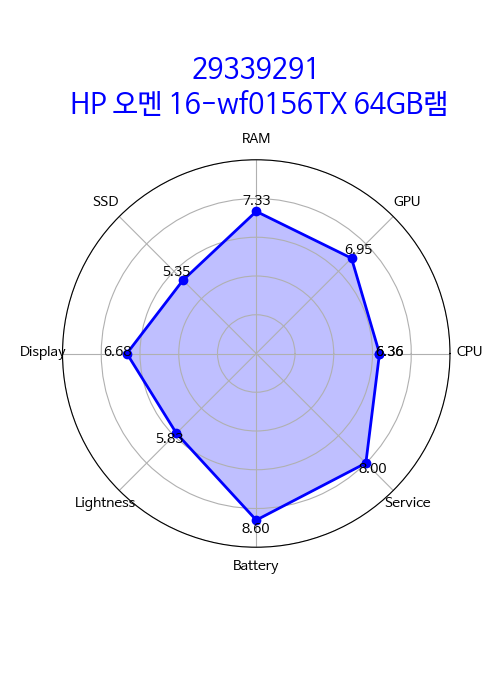 29339291
HP 오멘 16-wf0156TX 64GB램
RAM
SSD
GPU
7.33
6.95
5.35
Display
6.68
6.36
CPU
5.83
8.00
Lightness
Service
8.60
Battery